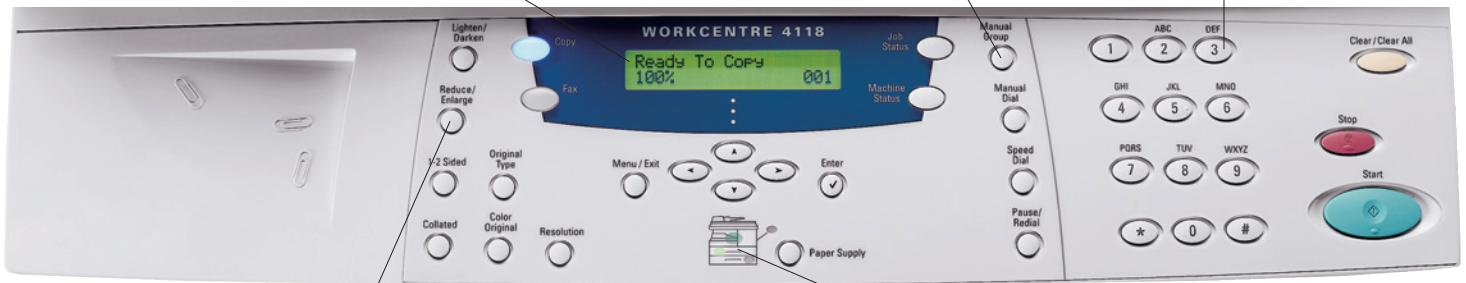 Lighten/
Darken
Reduce/
Enlarge
1-2 Sided
Original
Type
Collated
Color
Original
Resolution
Copy
Fax
WORKCENTRE 4118
Ready To Copy
100% 001
Job
Status
Machine
Status
Menu / Exit
Enter
Paper Supply
Manual
Group
Manual
Dial
Speed
Dial
Pause/
Redial
ABC DEF
1 2 3
GHI JKL MNO
4 5 6
PQRS TUV WXYZ
7 8 9
* 0 #
Clear/Clear All
Stop
Start